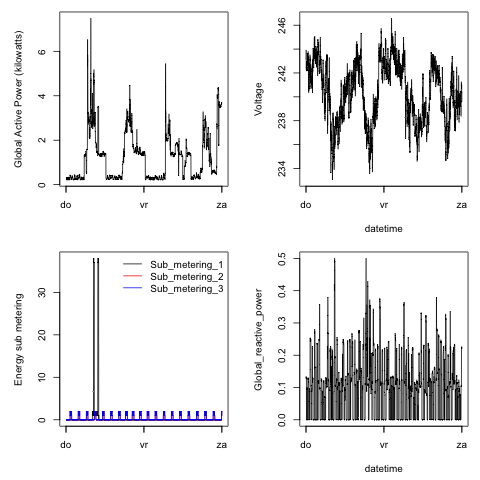 Global Active Power (kilowatts)
0
2
4
6
do
vr
za
Voltage
234
238
242
246
do
vr
za
datetime
Energy sub metering
0
10
20
30
Sub_metering_1
Sub_metering_2
Sub_metering_3
do
vr
za
Global_reactive_power
0.0
0.1
0.2
0.3
0.4
0.5
do
vr
za
datetime